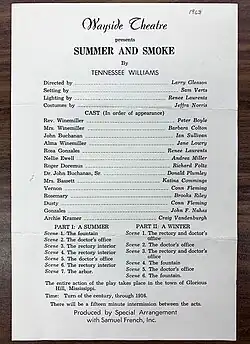 1963
Wayside Theatre
presents
SUMMER AND SMOKE
By
TENNESSEE WILLIAMS
Directed by Larry Gleason
Setting by Sam Verts
Lighting by Renee Laurents
Costumes by Jeffra Norris
CAST (In order of appearance)
Rev. Winemiller Peter Boyle
Mrs. Winemiller Barbara Colton
John Buchanan Ian Sullivan
Alma Winemiller Jane Lowry
Rosa Gonzales Renee Laurents
Nellie Ewell Andrea Miller
Roger Doremus Richard Foltz
Dr. John Buchanan, Sr. Donald Plumley
Mrs. Bassett Katina Commings
Vernon Conn Fleming
Rosemary Brooks Riley
Dusty Conn Fleming
Gonzales John F. Nahas
Archie Kramer Craig Vandenburgh
PART I: A SUMMER
Scene 1. The fountain
Scene 2. The doctor's office
Scene 3. The rectory interior
Scene 4. The doctor's office
Scene 5. The rectory interior
Scene 6. The rectory interior
Scene 7. The arbor.
PART II: A WINTER
Scene 1. The rectory and doctor's
office
Scene 2. The doctor's office
Scene 3. The rectory and doctor's
office
Scene 4. The fountain
Scene 5. The doctor's office
Scene 6. The fountain.
The entire action of the play takes place in the town of Glorious
Hill, Mississippi.
Time: Turn of the century, through 1916.
There will be a fifteen minute intermission between the acts.
Produced by Special Arrangement
with Samuel French, Inc.